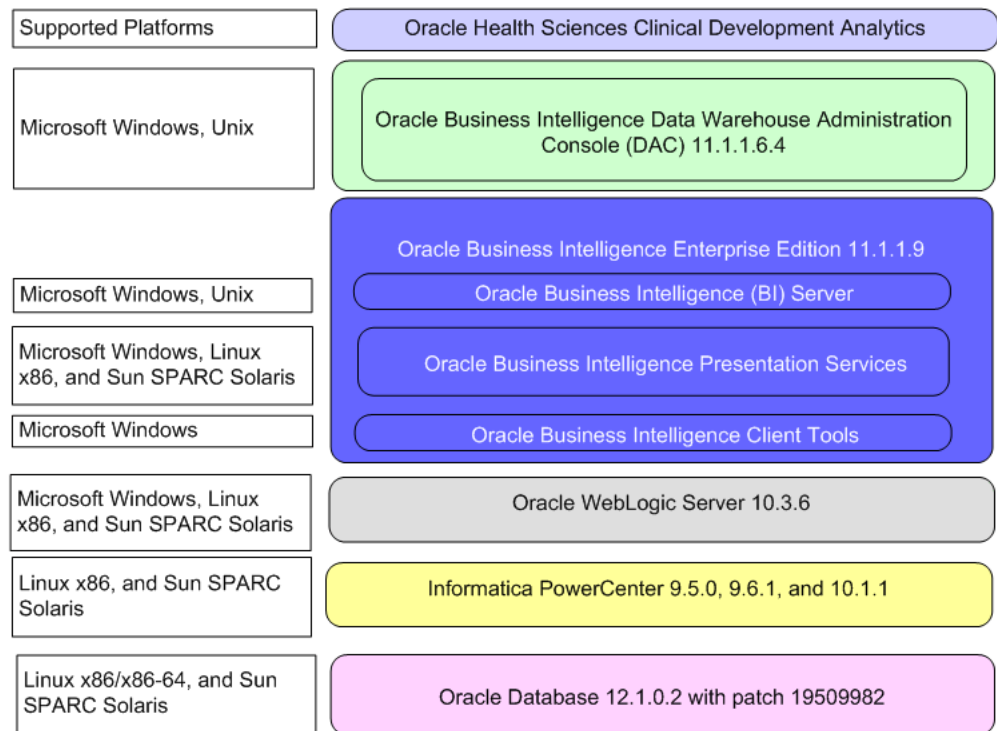 Supported Platforms
Oracle Health Sciences Clinical Development Analytics
Microsoft Windows, Unix
Oracle Business Intelligence Data Warehouse Administration
Console (DAC) 11.1.1.6.4
Oracle Business Intelligence Enterprise Edition 11.1.1.9
Microsoft Windows, Unix
Oracle Business Intelligence (BI) Server
Microsoft Windows, Linux
x86, and Sun SPARC Solaris
Oracle Business Intelligence Presentation Services
Microsoft Windows
Oracle Business Intelligence Client Tools
Microsoft Windows, Linux
x86, and Sun SPARC Solaris
Oracle WebLogic Server 10.3.6
Linux x86, and Sun SPARC
Solaris
Informatica PowerCenter 9.5.0, 9.6.1, and 10.1.1
Linux x86/x86-64, and Sun
SPARC Solaris
Oracle Database 12.1.0.2 with patch 19509982